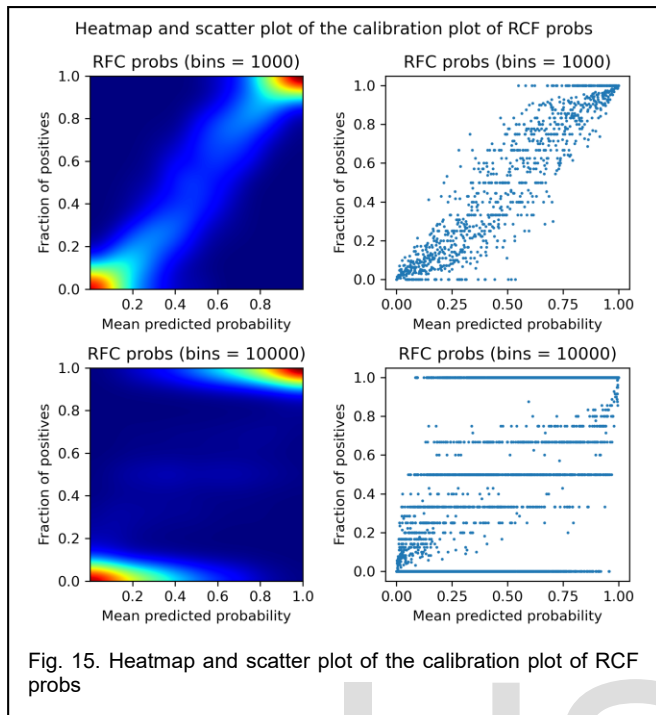 Heatmap and scatter plot of the calibration plot of RCF probs
RFC probs (bins = 1000)
1.0
0.8
0.6
0.4
0.2
0.0
Fraction of positives
0.2 0.4 0.6 0.8
Mean predicted probability
RFC probs (bins = 1000)
1.0
0.8
0.6
0.4
0.2
0.0
Fraction of positives
0.00 0.25 0.50 0.75 1.00
Mean predicted probability
RFC probs (bins = 10000)
1.0
0.8
0.6
0.4
0.2
0.0
Fraction of positives
0.2 0.4 0.6 0.8 1.0
Mean predicted probability
RFC probs (bins = 10000)
1.0
0.8
0.6
0.4
0.2
0.0
Fraction of positives
0.00 0.25 0.50 0.75 1.00
Mean predicted probability
Fig. 15. Heatmap and scatter plot of the calibration plot of RCF
probs